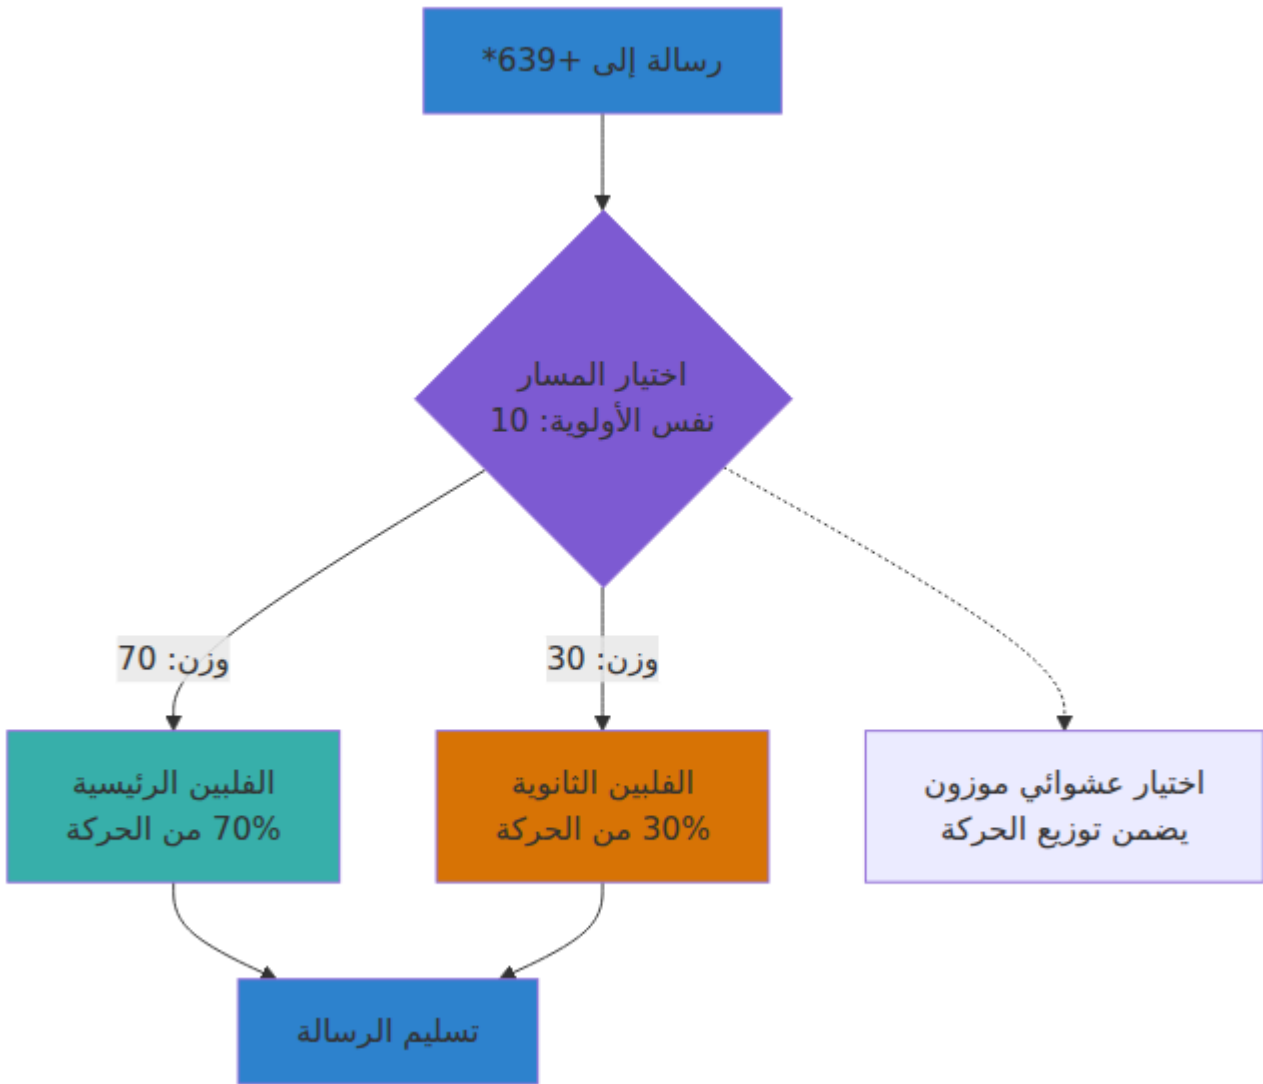 رسالة إلى +639*
اختيار المسار
نفس الأولوية: 10
وزن: 70
وزن: 30
الفلبين الرئيسية
70% من الحركة
الفلبين الثانوية
30% من الحركة
اختيار عشوائي موزون
يضمن توزيع الحركة
تسليم الرسالة